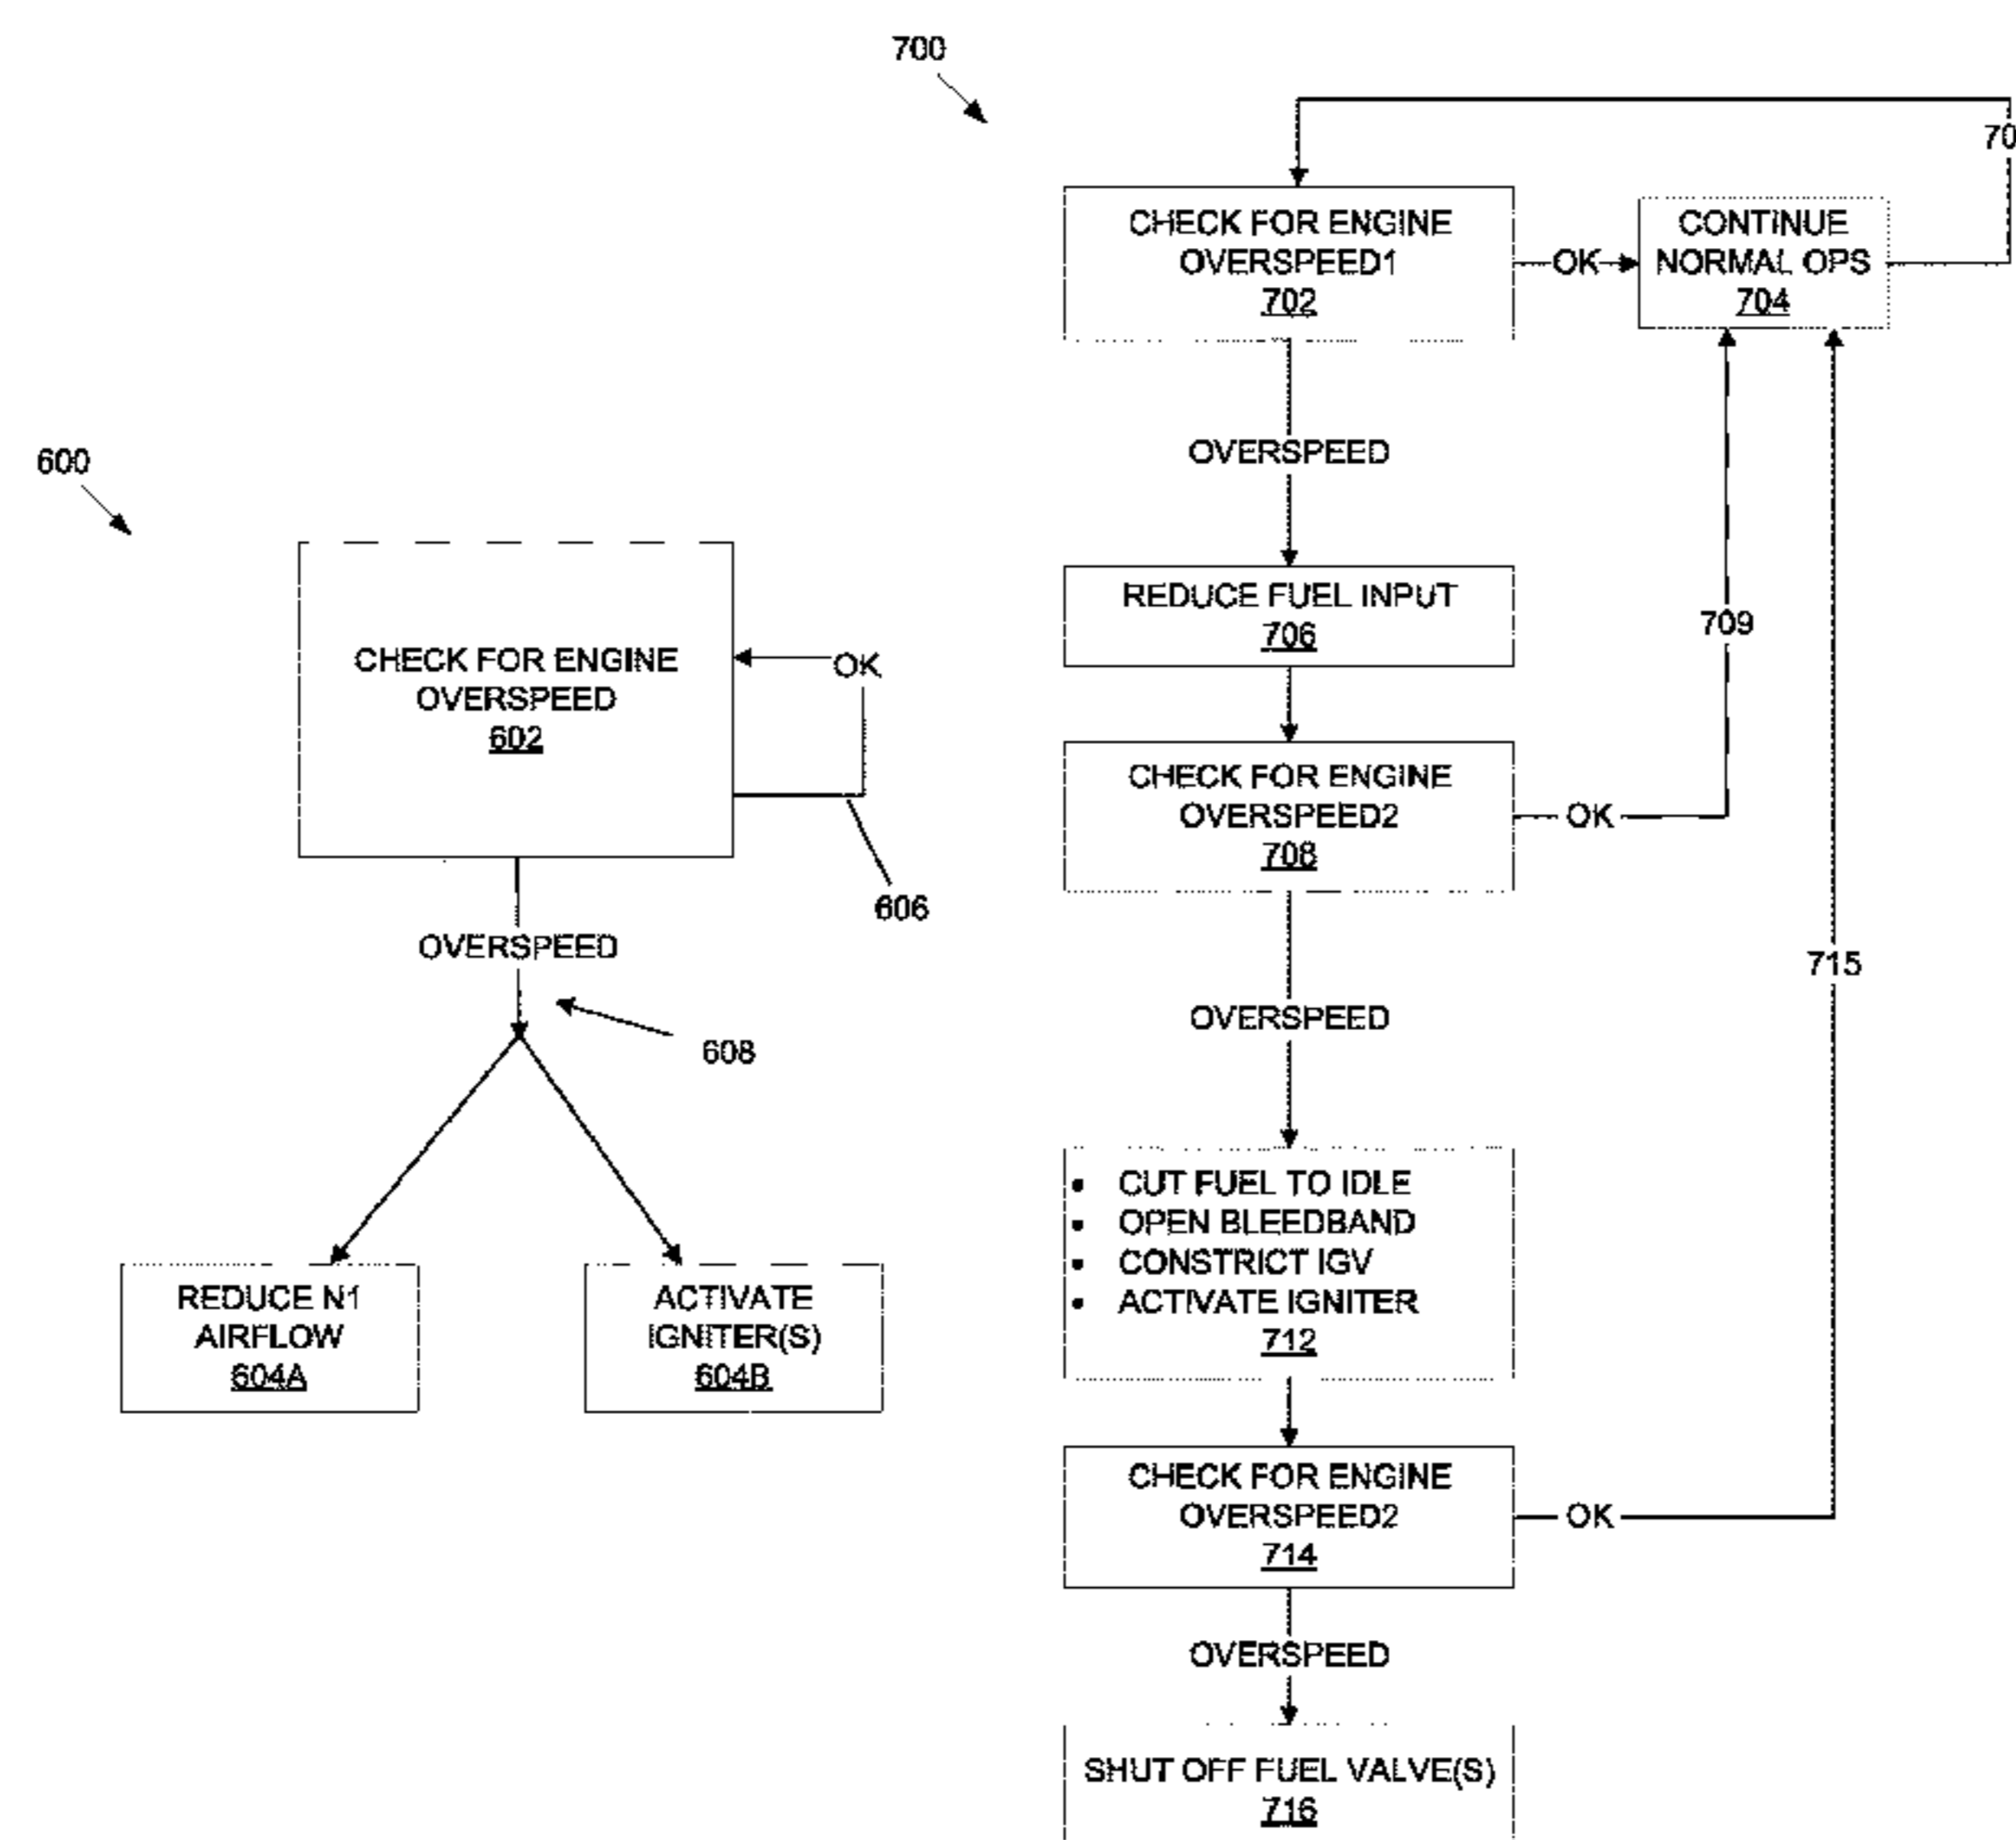 600
CHECK FOR ENGINE
OVERSPEED
602
OK
606
OVERSPEED
608
REDUCE N1
AIRFLOW
604A
ACTIVATE
IGNITER(S)
604B
700
CHECK FOR ENGINE
OVERSPEED1
702
OK
CONTINUE
NORMAL OPS
704
70
OVERSPEED
REDUCE FUEL INPUT
706
709
CHECK FOR ENGINE
OVERSPEED2
708
OK
715
OVERSPEED
• CUT FUEL TO IDLE
• OPEN BLEEDBAND
• CONSTRICT IGV
• ACTIVATE IGNITER
712
CHECK FOR ENGINE
OVERSPEED2
714
OK
OVERSPEED
SHUT OFF FUEL VALVE(S)
716